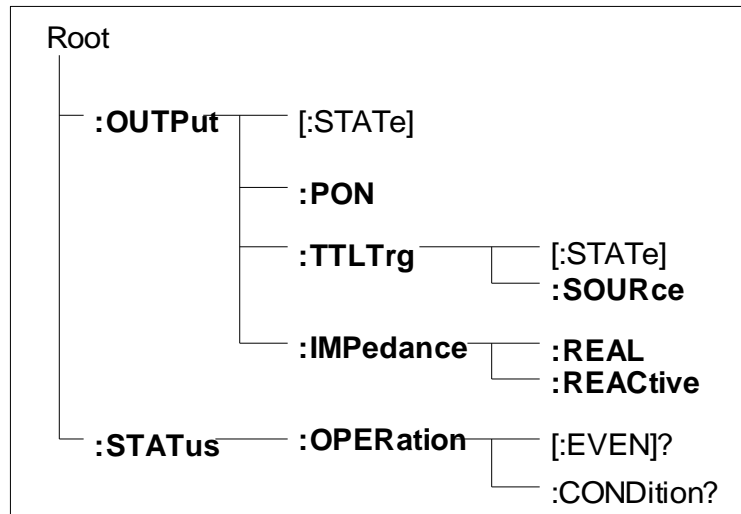 Root
:OUTPut [:STATe]
:PON
:TTLTrg [:STATe]
:SOURce
:IMPedance :REAL
:REACtive
:STATus :OPERation [:EVEN]?
:CONDition?